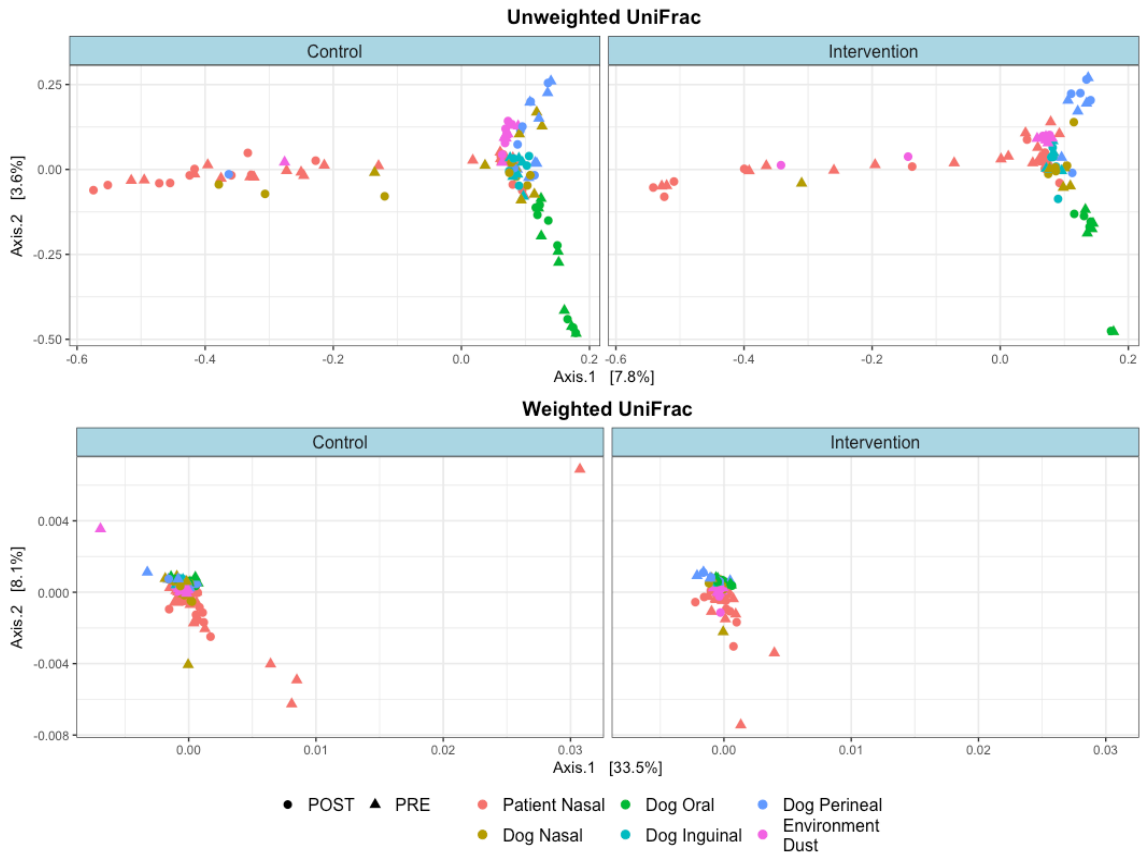 Unweighted UniFrac
Control
Intervention
0.25
0.00
-0.25
-0.50
Axis.2 [3.6%]
-0.6
-0.4
-0.2
0.0
0.2
-0.6
-0.4
-0.2
0.0
0.2
Axis.1 [7.8%]
Weighted UniFrac
Control
Intervention
0.004
0.000
-0.004
-0.008
Axis.2 [8.1%]
0.00
0.01
0.02
0.03
0.00
0.01
0.02
0.03
Axis.1 [33.5%]
POST
PRE
Patient Nasal
Dog Oral
Dog Perineal
Dog Nasal
Dog Inguinal
Environment
Dust